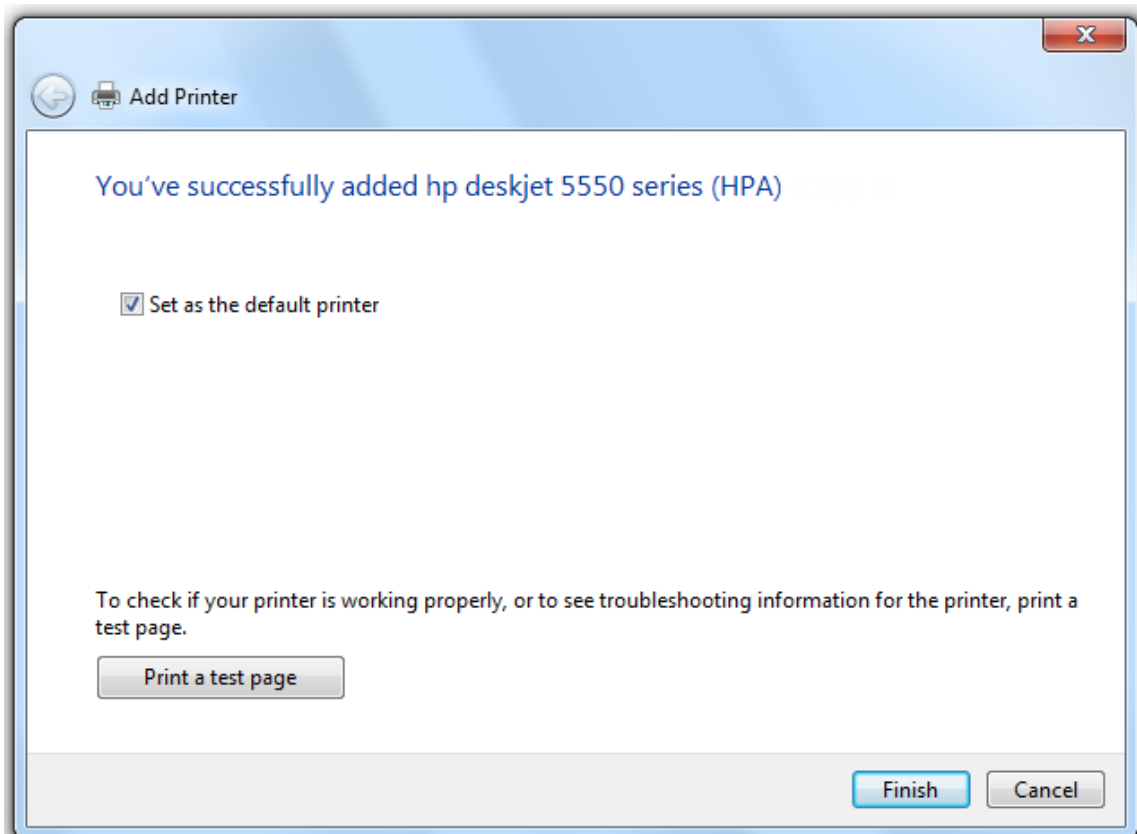 Add Printer
You've successfully added hp deskjet 5550 series (HPA)
Set as the default printer
To check if your printer is working properly, or to see troubleshooting information for the printer, print a
test page.
Print a test page
Finish Cancel